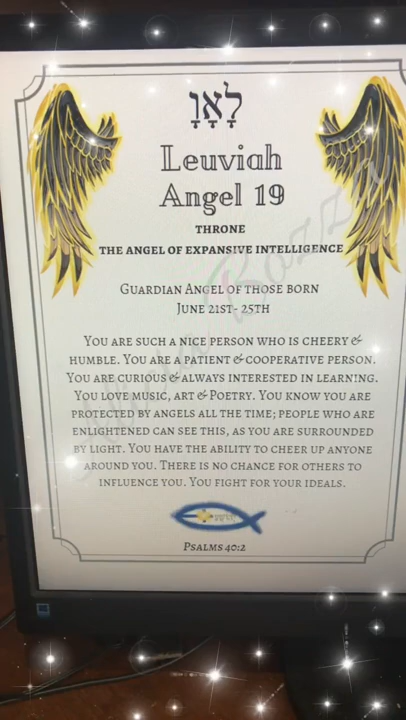 לָאָוָ
Leuviah
Angel 19
THRONE
THE ANGEL OF EXPANSIVE INTELLIGENCE
GUARDIAN ANGEL OF THOSE BORN
JUNE 21ST- 25TH
YOU ARE SUCH A NICE PERSON WHO IS CHEERY &
HUMBLE. YOU ARE A PATIENT & COOPERATIVE PERSON.
YOU ARE CURIOUS & ALWAYS INTERESTED IN LEARNING.
YOU LOVE MUSIC, ART & POETRY. YOU KNOW YOU ARE
PROTECTED BY ANGELS ALL THE TIME; PEOPLE WHO ARE
ENLIGHTENED CAN SEE THIS, AS YOU ARE SURROUNDED
BY LIGHT. YOU HAVE THE ABILITY TO CHEER UP ANYONE
AROUND YOU. THERE IS NO CHANCE FOR OTHERS TO
INFLUENCE YOU. YOU FIGHT FOR YOUR IDEALS.
PSALMS 40:2